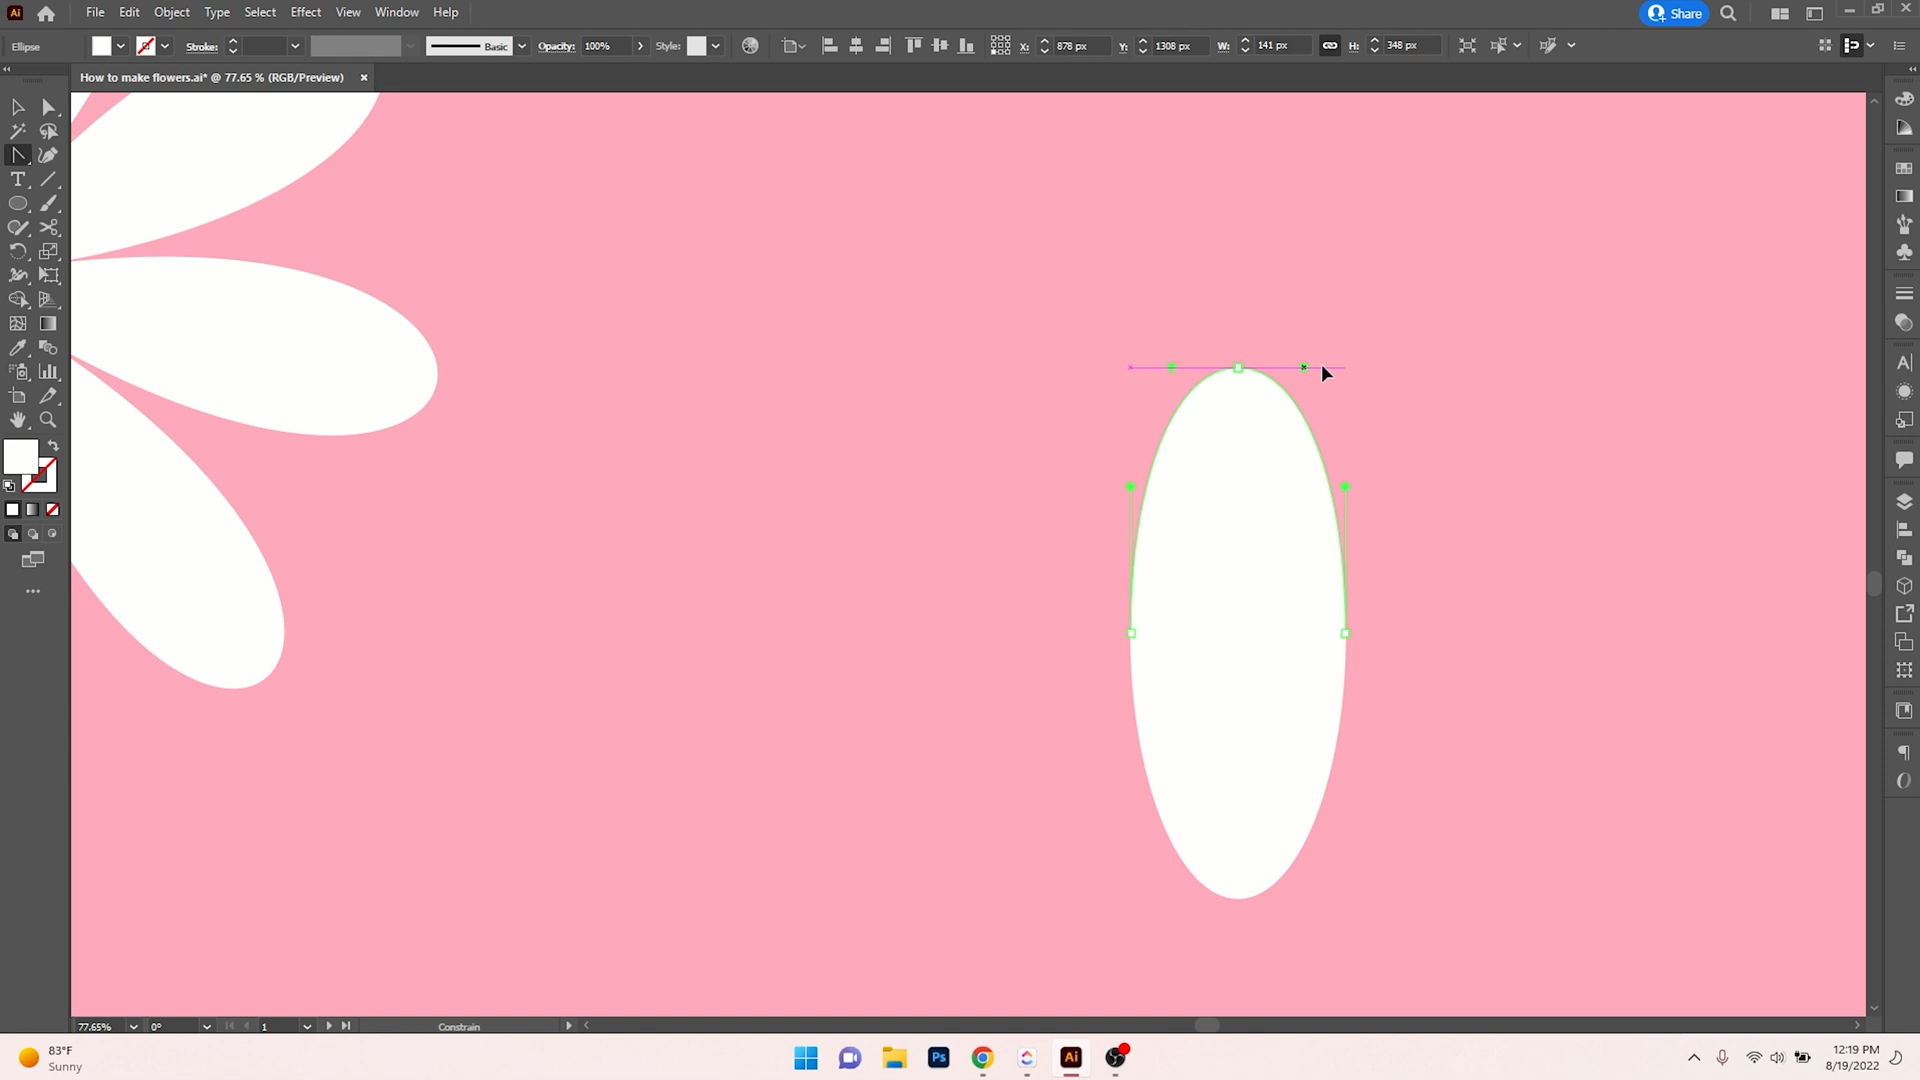 Ai File Edit Object Type Select Effect View Window Help Share
Ellipse Stroke: Basic Opacity: 100% Style: X: 878 px Y: 1308 px W: 141 px H: 348 px
How to make flowers.ai* @ 77.65 % (RGB/Preview) ×
77.65% 0° 1 Constrain
83°F
Sunny
Ps Ai
12:19 PM
8/19/2022